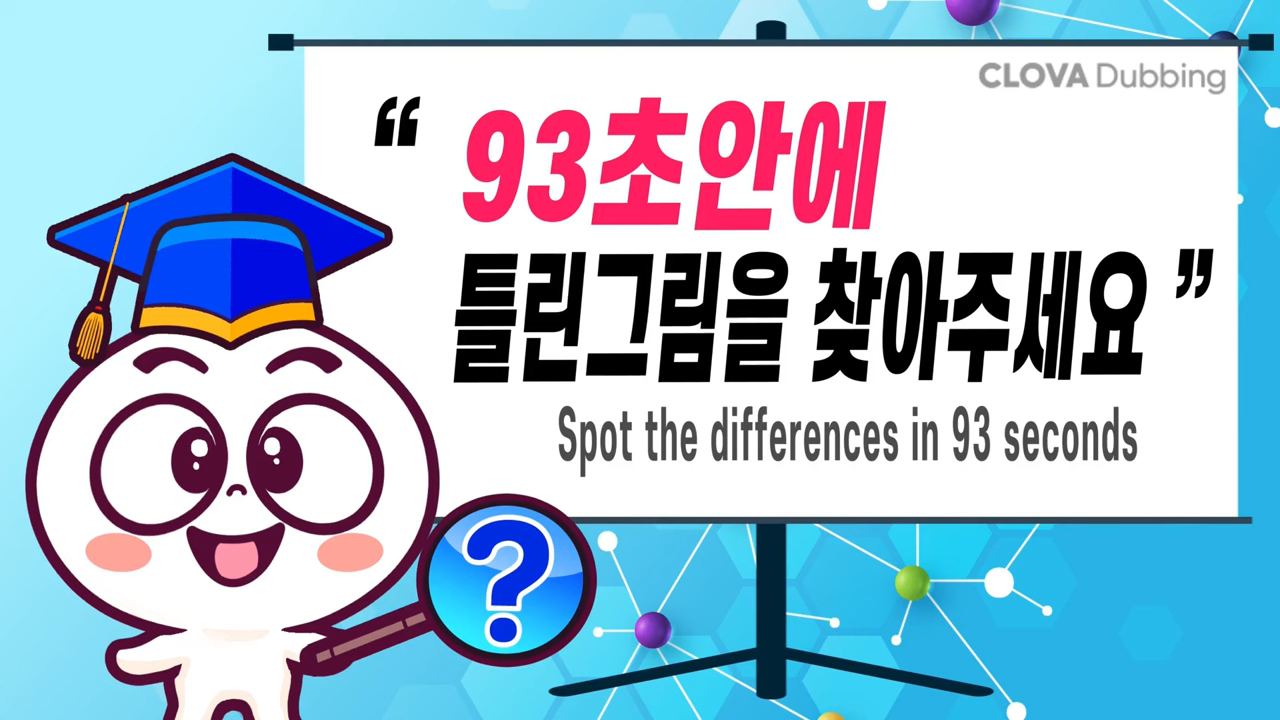 CLOVA Dubbing
“ 93초안에
틀린그림을 찾아주세요 ”
Spot the differences in 93 seconds
?